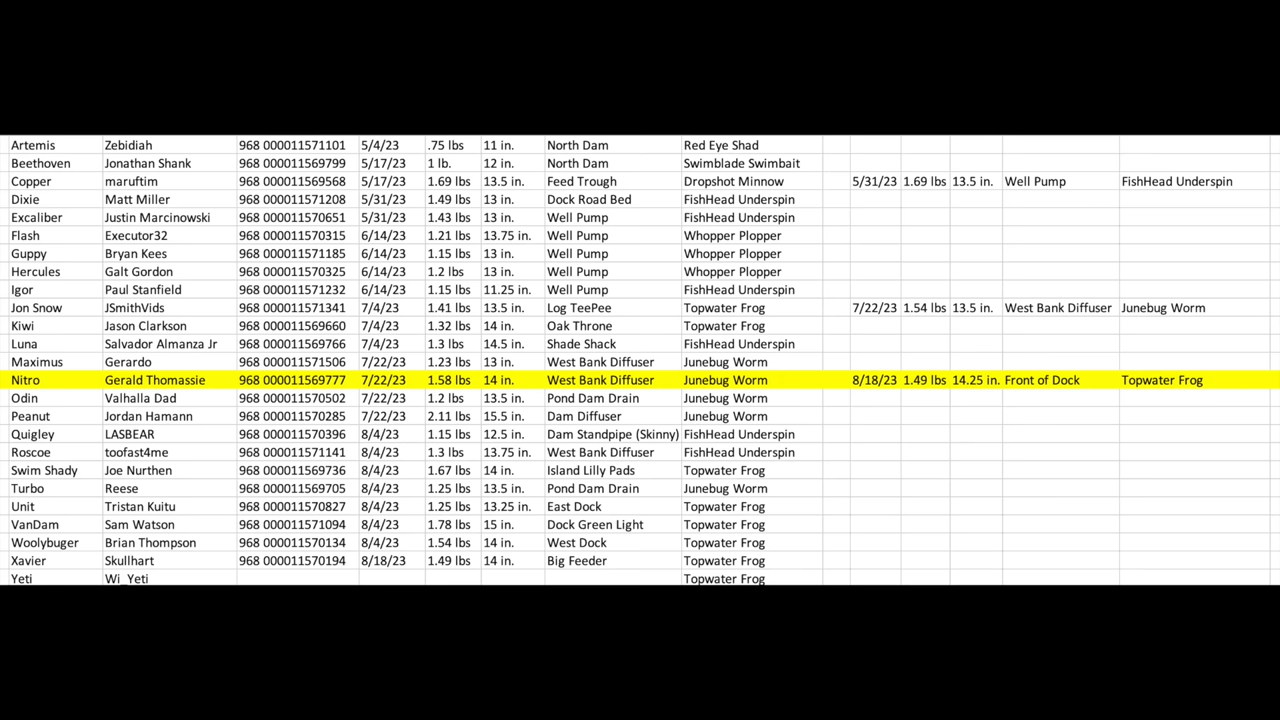 Artemis Zebidiah 968 000011571101 5/4/23 .75 lbs 11 in. North Dam Red Eye Shad
Beethoven Jonathan Shank 968 000011569799 5/17/23 1 lb. 12 in. North Dam Swimblade Swimbait
Copper maruftim 968 000011569568 5/17/23 1.69 lbs 13.5 in. Feed Trough Dropshot Minnow 5/31/23 1.69 lbs 13.5 in. Well Pump FishHead Underspin
Dixie Matt Miller 968 000011571208 5/31/23 1.49 lbs 13 in. Dock Road Bed FishHead Underspin
Excaliber Justin Marcinowski 968 000011570651 5/31/23 1.43 lbs 13 in. Well Pump FishHead Underspin
Flash Executor32 968 000011570315 6/14/23 1.21 lbs 13.75 in. Well Pump Whopper Plopper
Guppy Bryan Kees 968 000011571185 6/14/23 1.15 lbs 13 in. Well Pump Whopper Plopper
Hercules Galt Gordon 968 000011570325 6/14/23 1.2 lbs 13 in. Well Pump Whopper Plopper
Igor Paul Stanfield 968 000011571232 6/14/23 1.15 lbs 11.25 in. Well Pump FishHead Underspin
Jon Snow JSmithVids 968 000011571341 7/4/23 1.41 lbs 13.5 in. Log TeePee Topwater Frog 7/22/23 1.54 lbs 13.5 in. West Bank Diffuser Junebug Worm
Kiwi Jason Clarkson 968 000011569660 7/4/23 1.32 lbs 14 in. Oak Throne Topwater Frog
Luna Salvador Almanza Jr 968 000011569766 7/4/23 1.3 lbs 14.5 in. Shade Shack FishHead Underspin
Maximus Gerardo 968 000011571506 7/22/23 1.23 lbs 13 in. West Bank Diffuser Junebug Worm
Nitro Gerald Thomassie 968 000011569777 7/22/23 1.58 lbs 14 in. West Bank Diffuser Junebug Worm 8/18/23 1.49 lbs 14.25 in. Front of Dock Topwater Frog
Odin Valhalla Dad 968 000011570502 7/22/23 1.2 lbs 13.5 in. Pond Dam Drain Junebug Worm
Peanut Jordan Hamann 968 000011570285 7/22/23 2.11 lbs 15.5 in. Dam Diffuser Junebug Worm
Quigley LASBEAR 968 000011570396 8/4/23 1.15 lbs 12.5 in. Dam Standpipe (Skinny) FishHead Underspin
Roscoe toofast4me 968 000011571141 8/4/23 1.3 lbs 13.75 in. West Bank Diffuser FishHead Underspin
Swim Shady Joe Nurthen 968 000011569736 8/4/23 1.67 lbs 14 in. Island Lilly Pads Topwater Frog
Turbo Reese 968 000011569705 8/4/23 1.25 lbs 13.5 in. Pond Dam Drain Junebug Worm
Unit Tristan Kuitu 968 000011570827 8/4/23 1.25 lbs 13.25 in. East Dock Topwater Frog
VanDam Sam Watson 968 000011571094 8/4/23 1.78 lbs 15 in. Dock Green Light Topwater Frog
Woolybuger Brian Thompson 968 000011570134 8/4/23 1.54 lbs 14 in. West Dock Topwater Frog
Xavier Skullhart 968 000011570194 8/18/23 1.49 lbs 14 in. Big Feeder Topwater Frog
Yeti Wi_Yeti Topwater Frog